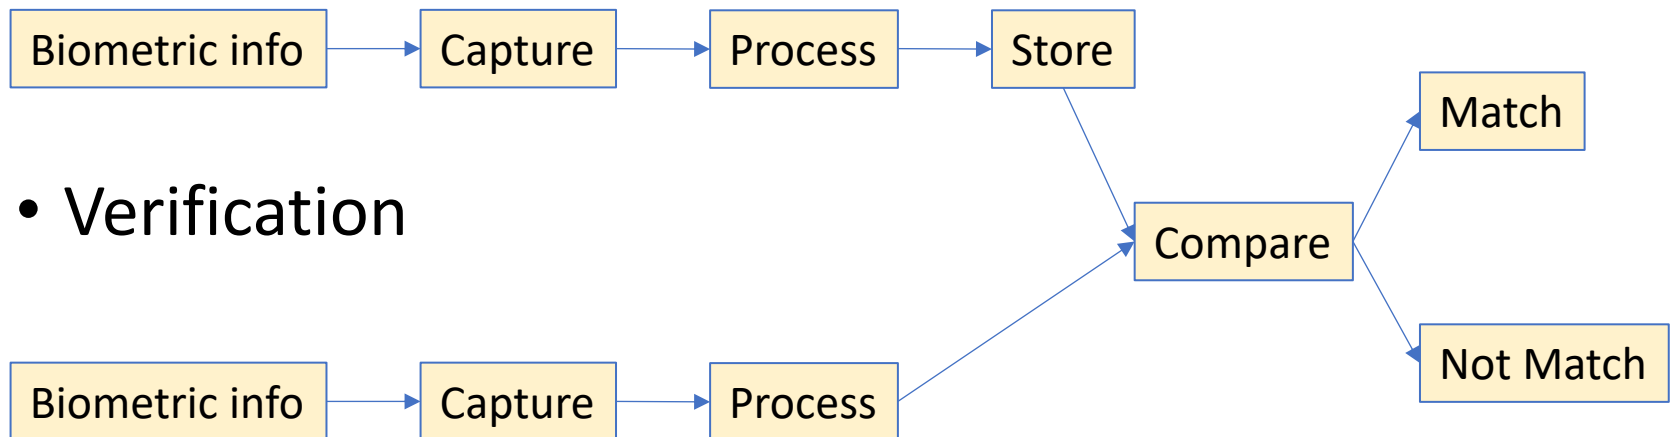 Biometric info
Capture
Process
Store
Match
• Verification
Compare
Not Match
Biometric info
Capture
Process